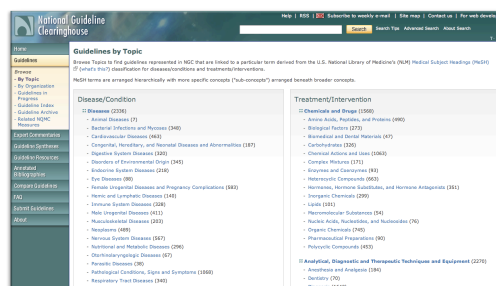 National Guideline
Clearinghouse
Help | RSS | Subscribe to weekly e-mail | Site map | Contact us | For web develo
Search Search Tips Advanced Search About Search
Home
Guidelines
Browse
- By Topic
- By Organization
- Guidelines in
Progress
- Guideline Index
- Guideline Archive
- Related NQMC
Measures
Expert Commentaries
Guideline Syntheses
Guideline Resources
Annotated
Bibliographies
Compare Guidelines
FAQ
Submit Guidelines
About
Guidelines by Topic
Browse Topics to find guidelines represented in NGC that are linked to a particular term derived from the U.S. National Library of Medicine's (NLM) Medical Subject Headings (MeSH)
(what's this?) classification for diseases/conditions and treatments/interventions.
MeSH terms are arranged hierarchically with more specific concepts ("sub-concepts") arranged beneath broader concepts.
Disease/Condition
Diseases (2336)
- Animal Diseases (7)
- Bacterial Infections and Mycoses (340)
- Cardiovascular Diseases (463)
- Congenital, Hereditary, and Neonatal Diseases and Abnormalities (187)
- Digestive System Diseases (320)
- Disorders of Environmental Origin (345)
- Endocrine System Diseases (218)
- Eye Diseases (88)
- Female Urogenital Diseases and Pregnancy Complications (583)
- Hemic and Lymphatic Diseases (140)
- Immune System Diseases (328)
- Male Urogenital Diseases (411)
- Musculoskeletal Diseases (203)
- Neoplasms (489)
- Nervous System Diseases (567)
- Nutritional and Metabolic Diseases (296)
- Otorhinolaryngologic Diseases (67)
- Parasitic Diseases (38)
- Pathological Conditions, Signs and Symptoms (1068)
- Respiratory Tract Diseases (340)
Treatment/Intervention
Chemicals and Drugs (1568)
- Amino Acids, Peptides, and Proteins (490)
- Biological Factors (273)
- Biomedical and Dental Materials (47)
- Carbohydrates (326)
- Chemical Actions and Uses (1063)
- Complex Mixtures (171)
- Enzymes and Coenzymes (93)
- Heterocyclic Compounds (663)
- Hormones, Hormone Substitutes, and Hormone Antagonists (351)
- Inorganic Chemicals (299)
- Lipids (101)
- Macromolecular Substances (54)
- Nucleic Acids, Nucleotides, and Nucleosides (76)
- Organic Chemicals (745)
- Pharmaceutical Preparations (90)
- Polycyclic Compounds (453)
Analytical, Diagnostic and Therapeutic Techniques and Equipment (2270)
- Anesthesia and Analgesia (184)
- Dentistry (70)